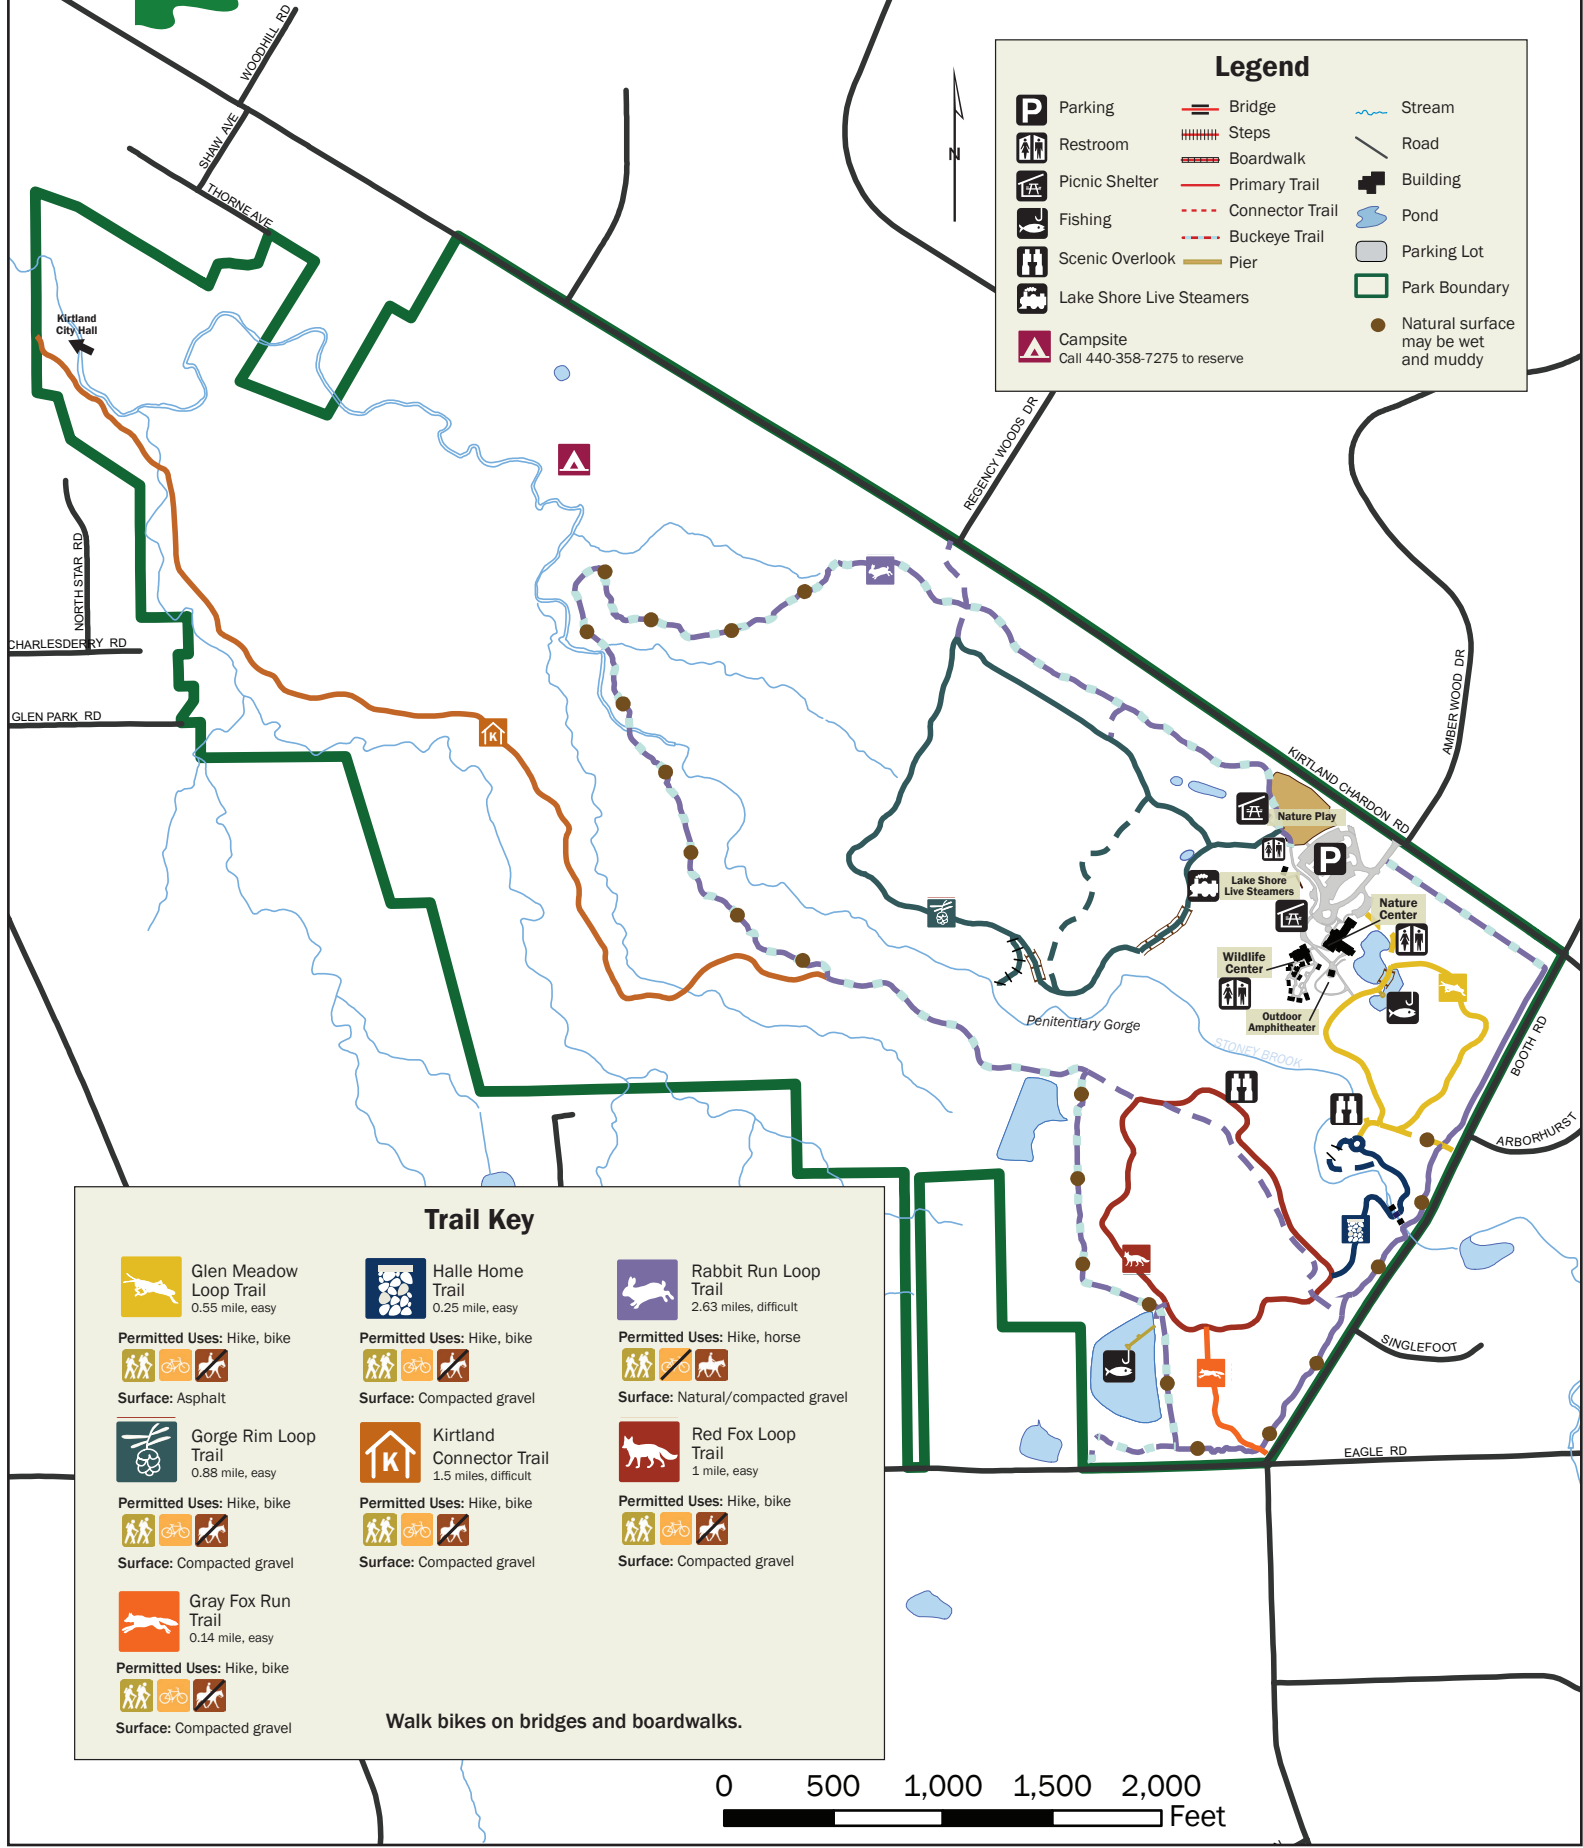 WOODHILL RD
SHAW AVE
THORNE AVE
Kirtland
City Hall
N
Legend
Parking
Restroom
Picnic Shelter
Fishing
Scenic Overlook
Lake Shore Live Steamers
Campsite
Call 440-358-7275 to reserve
Bridge
Steps
Boardwalk
Primary Trail
Connector Trail
Buckeye Trail
Pier
Stream
Road
Building
Pond
Parking Lot
Park Boundary
Natural surface
may be wet
and muddy
P
REGENCY WOODS DR
NORTH STAR RD
CHARLESDERRY RD
GLEN PARK RD
AMBERWOOD DR
KIRTLAND CHARDON RD
K
Nature Play
P
Lake Shore
Live Steamers
Nature
Center
Wildlife
Center
Outdoor
Amphitheater
Penitentiary Gorge
STONEY BROOK
BOOTH RD
ARBORHURST
SINGLEFOOT
EAGLE RD
Trail Key
Glen Meadow
Loop Trail
0.55 mile, easy
Permitted Uses: Hike, bike
Surface: Asphalt
Halle Home
Trail
0.25 mile, easy
Permitted Uses: Hike, bike
Surface: Compacted gravel
Rabbit Run Loop
Trail
2.63 miles, difficult
Permitted Uses: Hike, horse
Surface: Natural/compacted gravel
Gorge Rim Loop
Trail
0.88 mile, easy
Permitted Uses: Hike, bike
Surface: Compacted gravel
K
Kirtland
Connector Trail
1.5 miles, difficult
Permitted Uses: Hike, bike
Surface: Compacted gravel
Red Fox Loop
Trail
1 mile, easy
Permitted Uses: Hike, bike
Surface: Compacted gravel
Gray Fox Run
Trail
0.14 mile, easy
Permitted Uses: Hike, bike
Surface: Compacted gravel
Walk bikes on bridges and boardwalks.
0 500 1,000 1,500 2,000
Feet